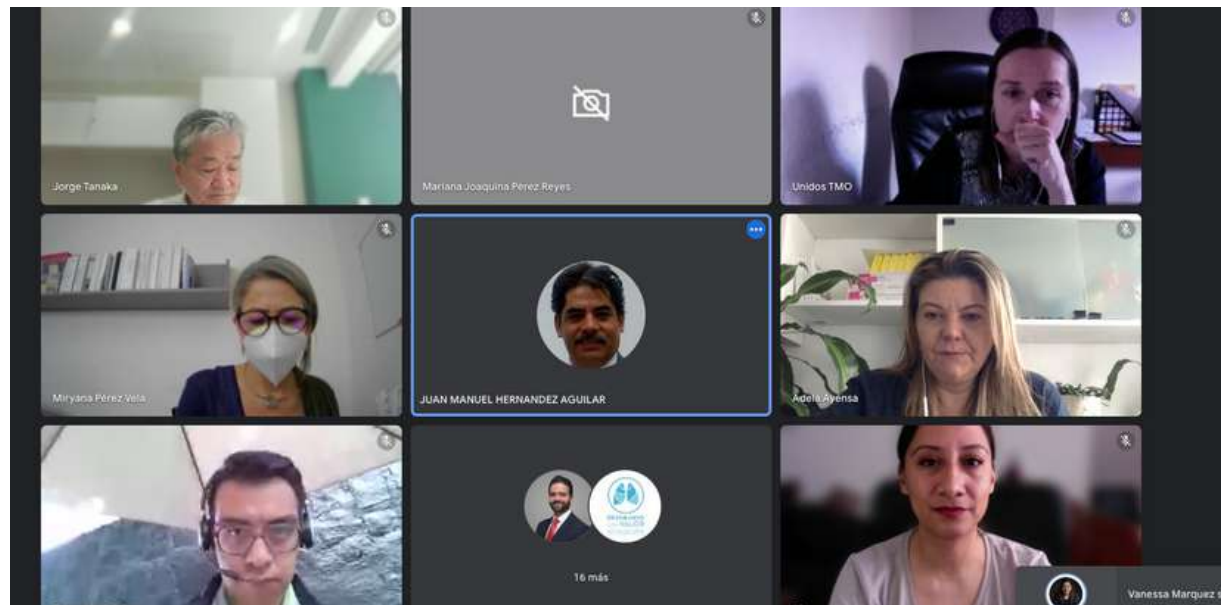 Jorge Tanaka
Mariana Joaquina Pérez Reyes
Unidos TMO
Miryana Pérez Vela
JUAN MANUEL HERNANDEZ AGUILAR
Adela Ayensa
16 más
Vanessa Marquez s